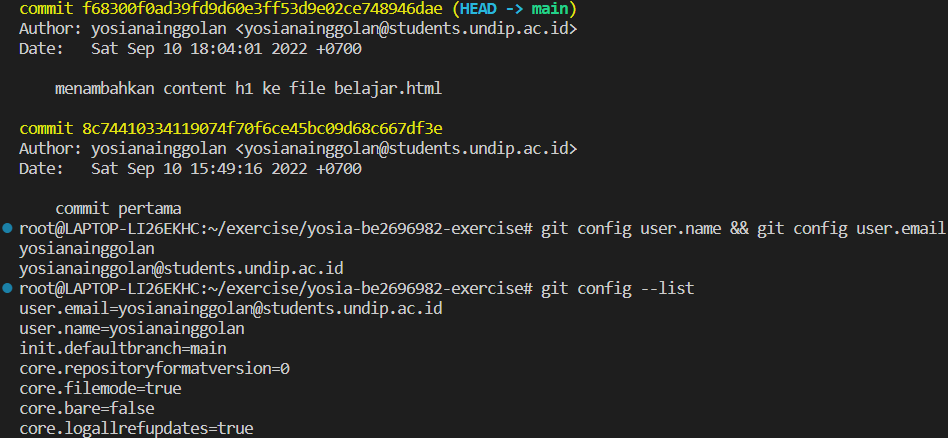 commit f68300f0ad39fd9d60e3ff53d9e02ce748946dae (HEAD -> main)
Author: yosianainggolan <yosianainggolan@students.undip.ac.id>
Date:   Sat Sep 10 18:04:01 2022 +0700
menambahkan content h1 ke file belajar.html
commit 8c74410334119074f70f6ce45bc09d68c667df3e
Author: yosianainggolan <yosianainggolan@students.undip.ac.id>
Date:   Sat Sep 10 15:49:16 2022 +0700
commit pertama
root@LAPTOP-LI26EKHC:~/exercise/yosia-be2696982-exercise# git config user.name && git config user.email
yosianainggolan
yosianainggolan@students.undip.ac.id
root@LAPTOP-LI26EKHC:~/exercise/yosia-be2696982-exercise# git config --list
user.email=yosianainggolan@students.undip.ac.id
user.name=yosianainggolan
init.defaultbranch=main
core.repositoryformatversion=0
core.filemode=true
core.bare=false
core.logallrefupdates=true